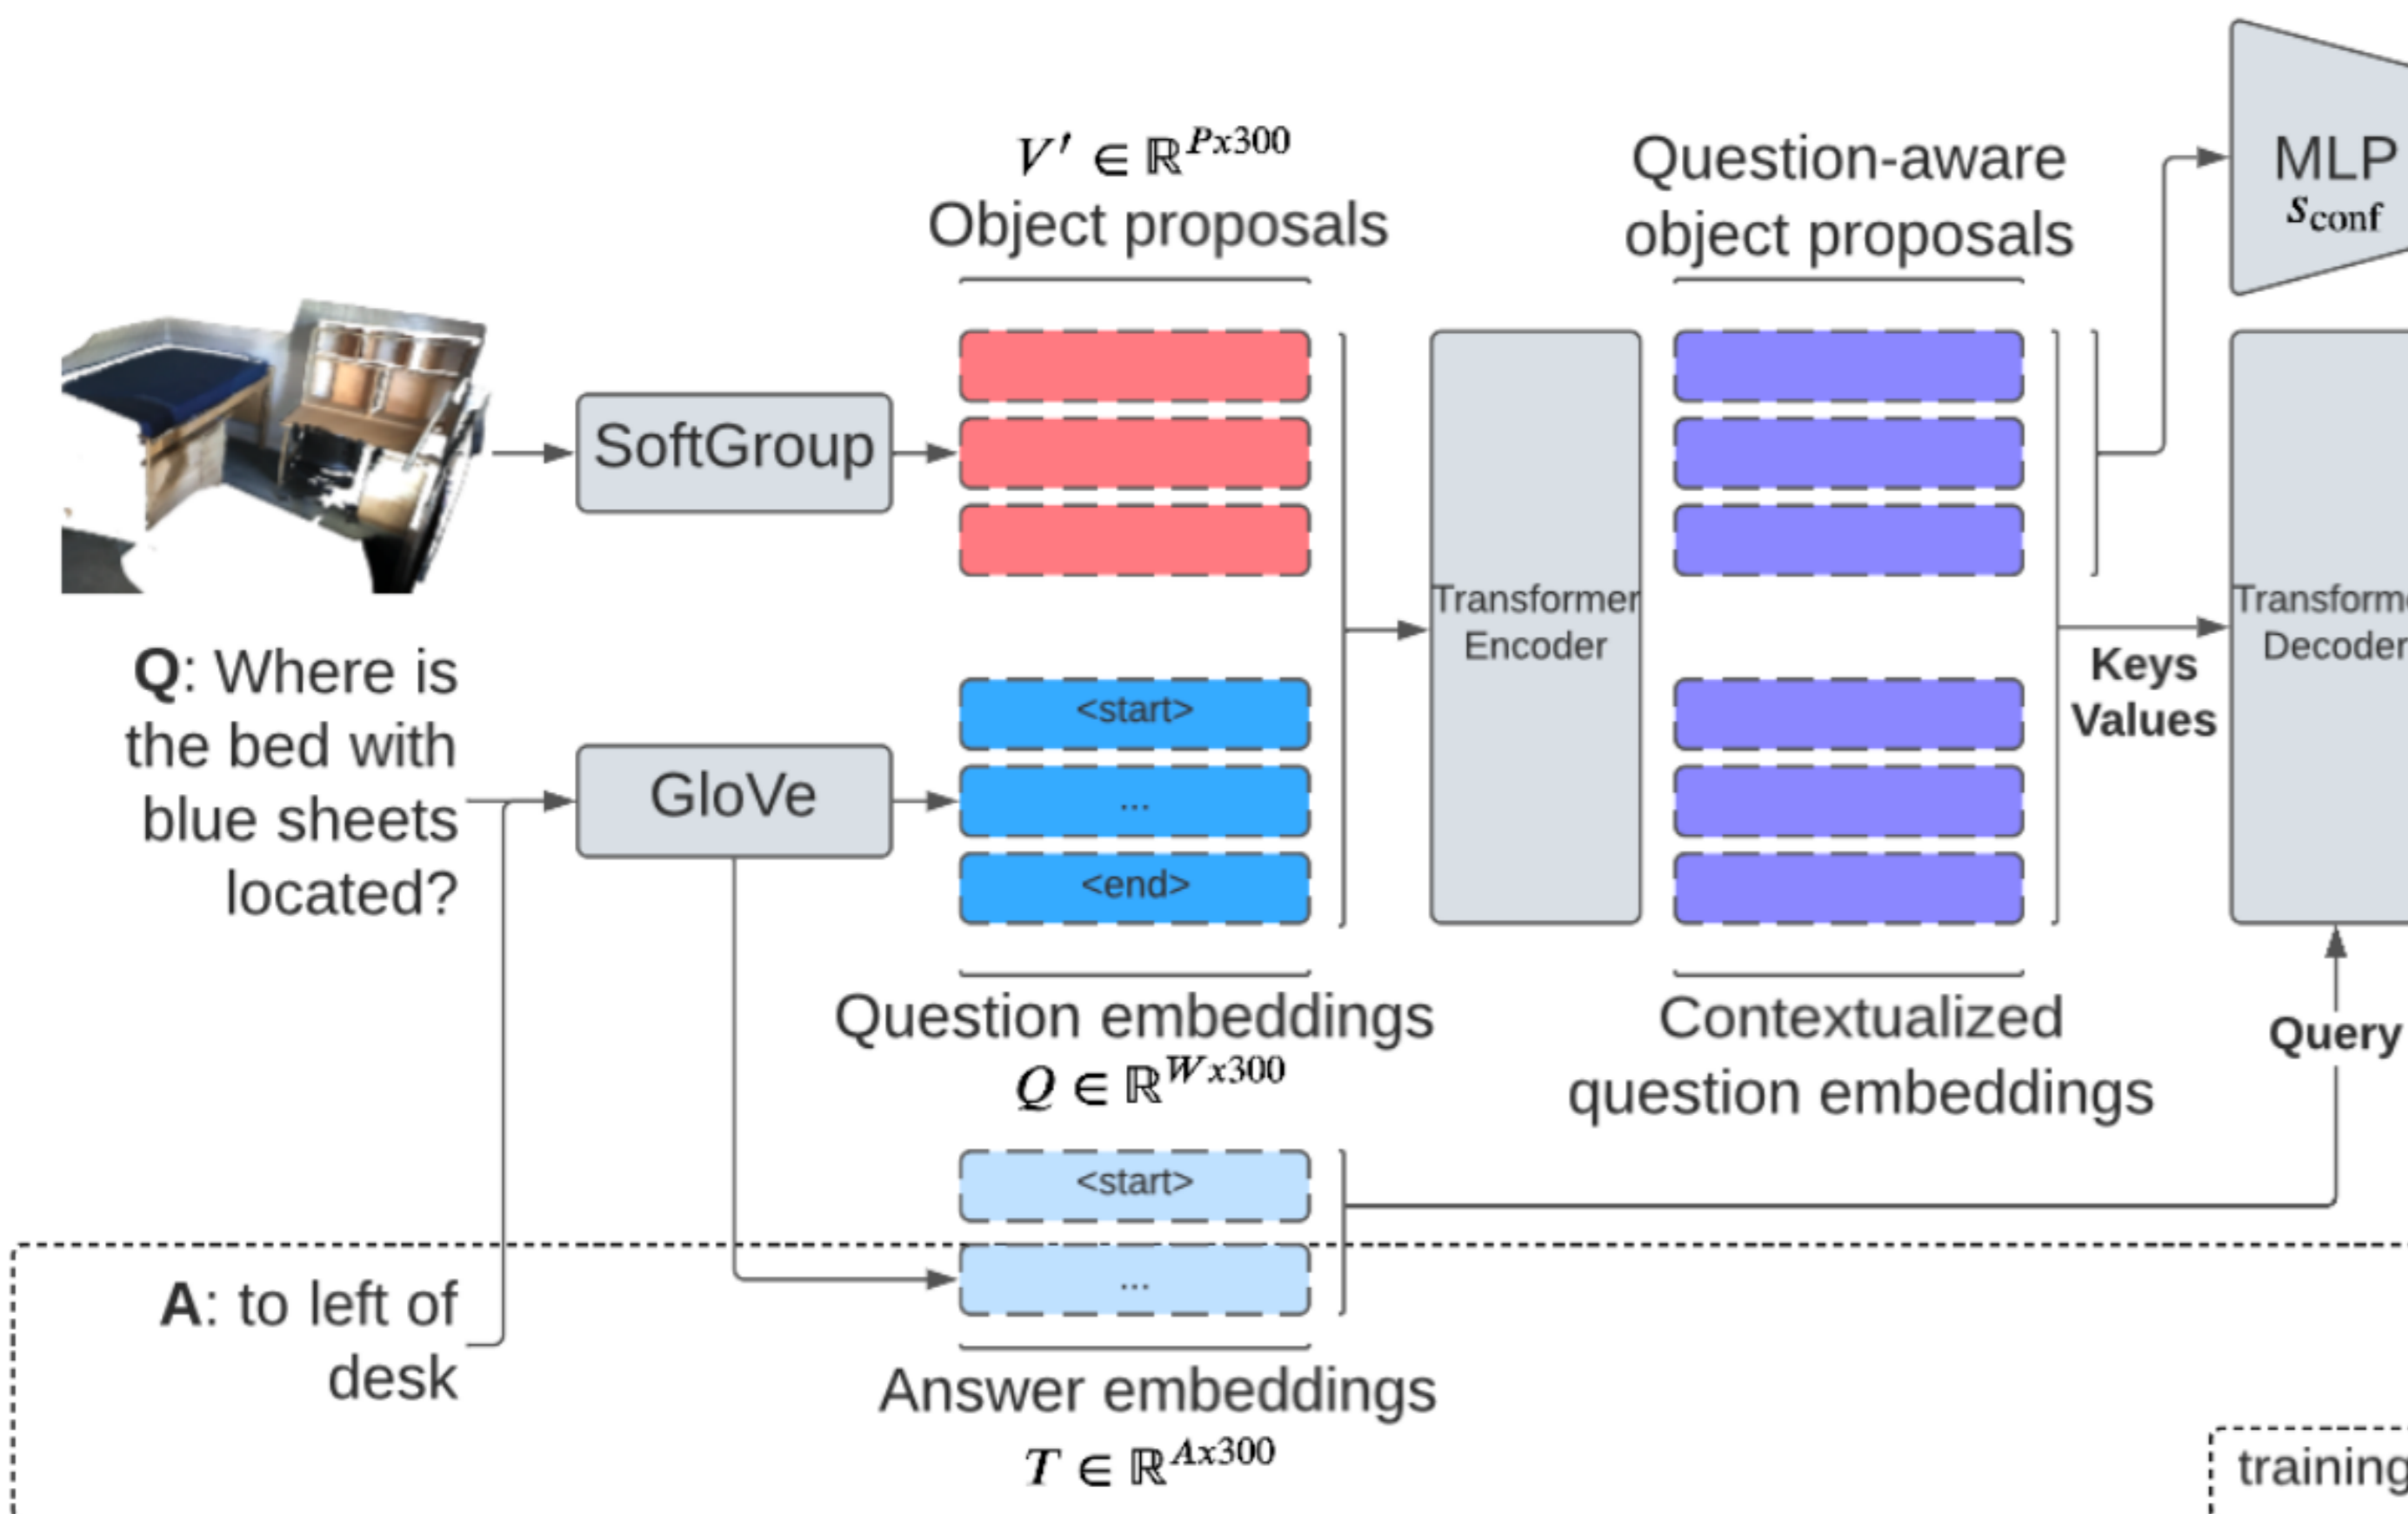 V′ ∈ ℝ^{Px300}
Object proposals
Question-aware
object proposals
MLP
s_conf
SoftGroup
Transformer
Encoder
Decoder
Keys
Values
Q: Where is
the bed with
blue sheets
located?
GloVe
<start>
...
<end>
Question embeddings
Q ∈ ℝ^{Wx300}
Contextualized
question embeddings
Query
<start>
...
A: to left of
desk
Answer embeddings
T ∈ ℝ^{Ax300}
training